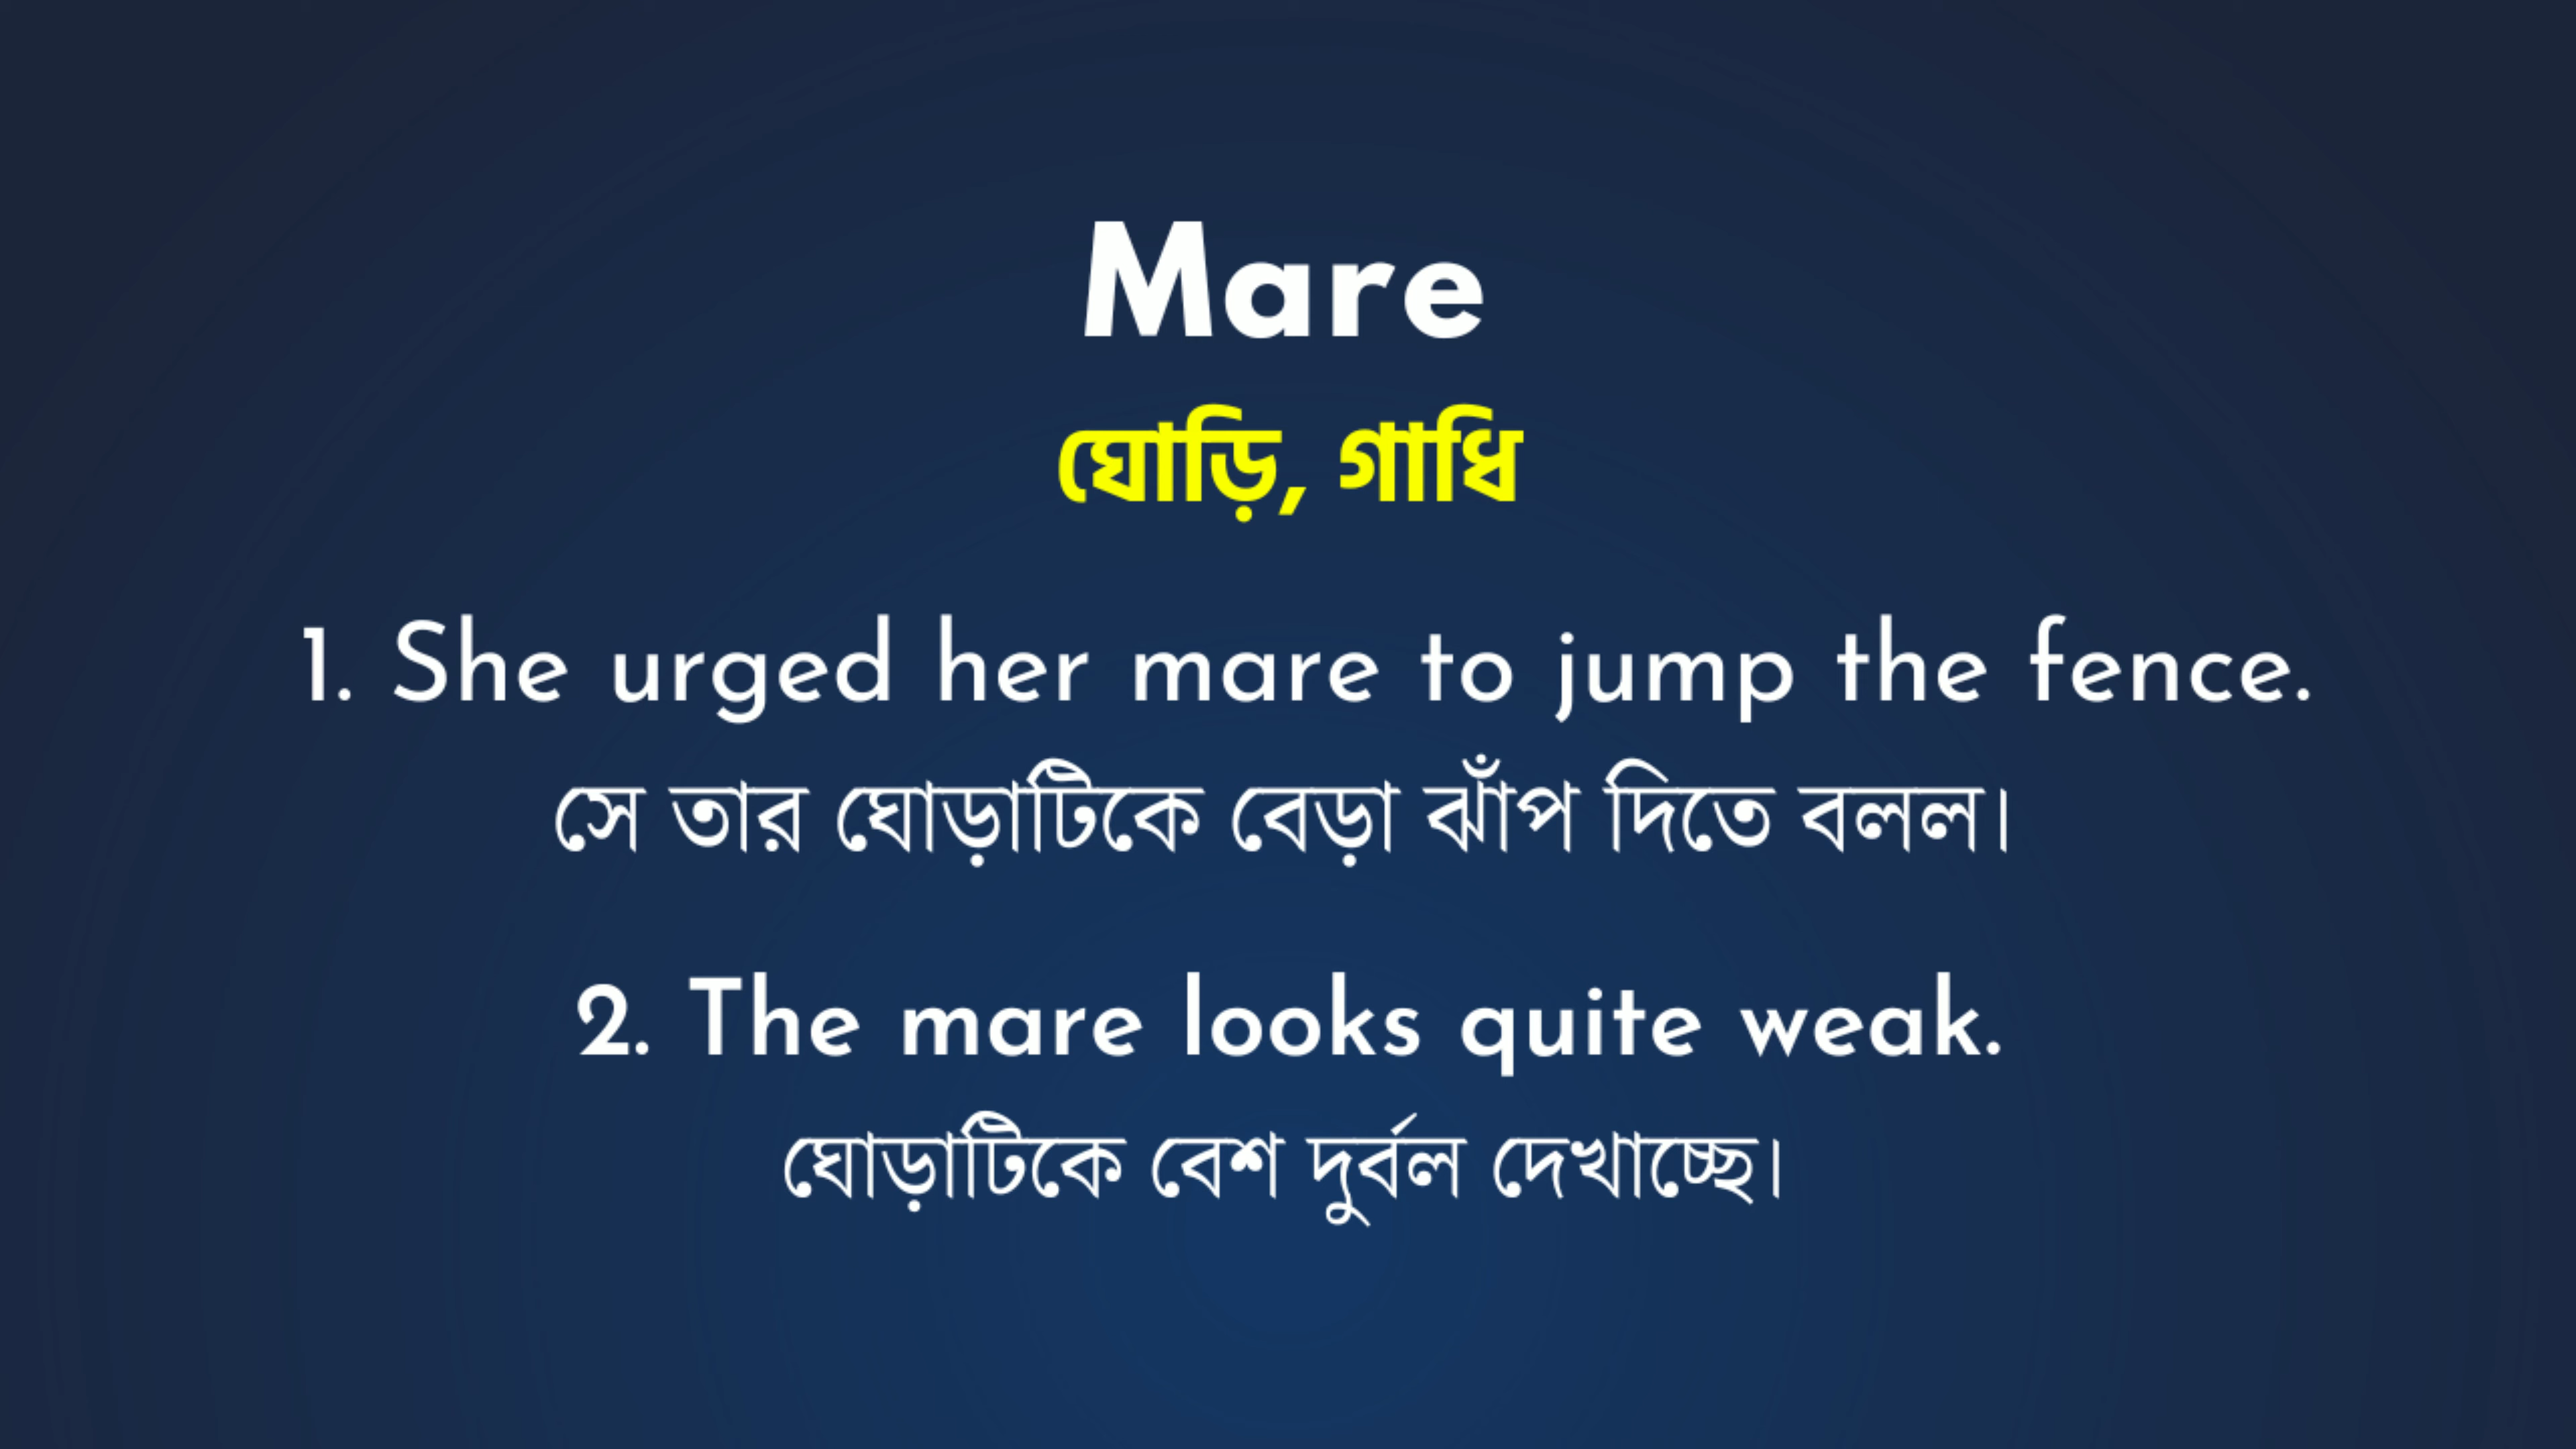 Mare
ঘোড়ি, গাধি
1. She urged her mare to jump the fence.
সে তার ঘোড়াটিকে বেড়া ঝাঁপ দিতে বলল।
2. The mare looks quite weak.
ঘোড়াটিকে বেশ দুর্বল দেখাচ্ছে।